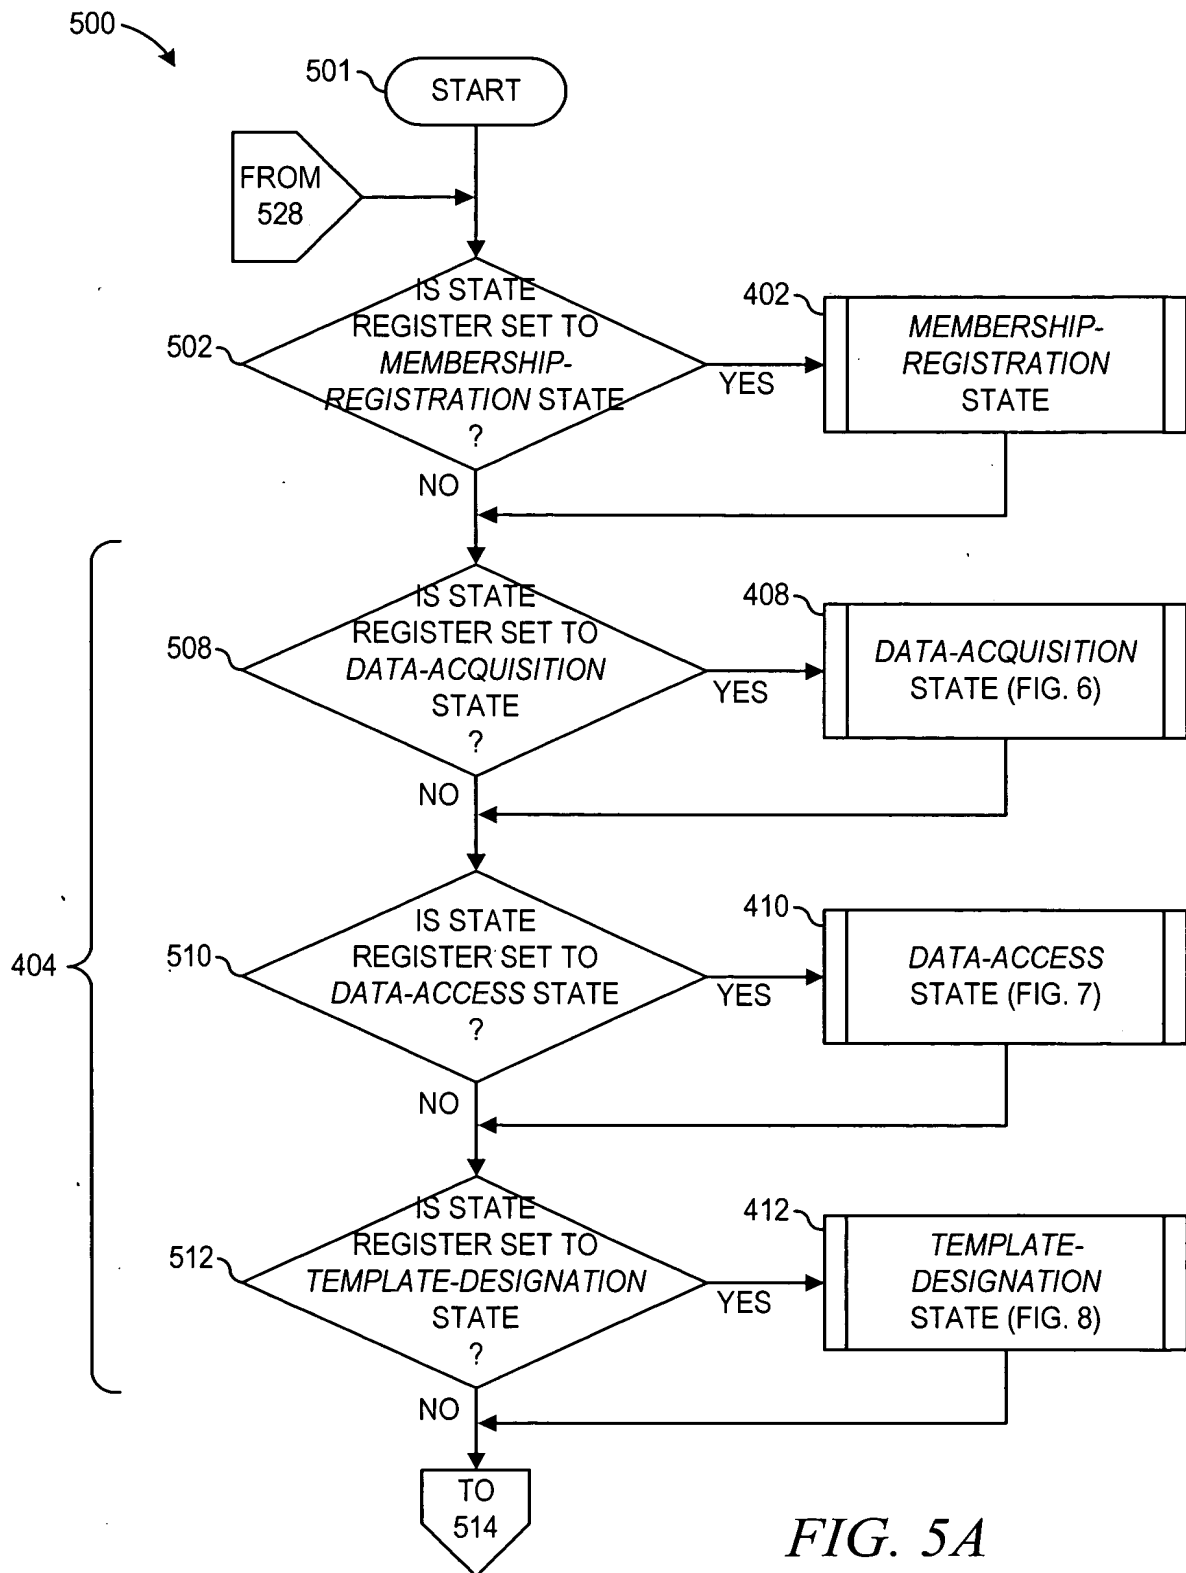 500
501
START
FROM
528
IS STATE
REGISTER SET TO
MEMBERSHIP-
REGISTRATION STATE
?
502
YES
NO
402
MEMBERSHIP-
REGISTRATION
STATE
404
IS STATE
REGISTER SET TO
DATA-ACQUISITION
STATE
?
508
YES
NO
408
DATA-ACQUISITION
STATE (FIG. 6)
IS STATE
REGISTER SET TO
DATA-ACCESS STATE
?
510
YES
NO
410
DATA-ACCESS
STATE (FIG. 7)
IS STATE
REGISTER SET TO
TEMPLATE-DESIGNATION
STATE
?
512
YES
NO
412
TEMPLATE-
DESIGNATION
STATE (FIG. 8)
TO
514
FIG. 5A